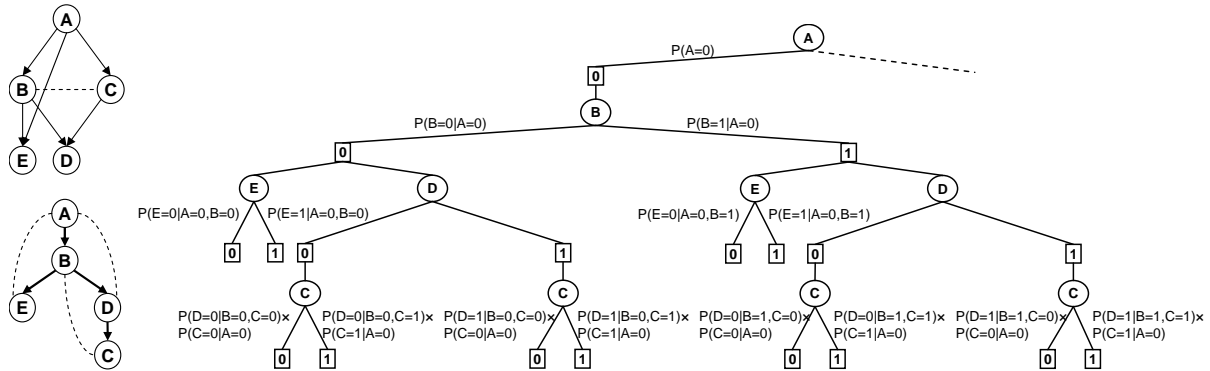 A
B C
E D
A
B
E D
C
A
P(A=0)
0
B
P(B=0|A=0) P(B=1|A=0)
0 1
E D E D
P(E=0|A=0,B=0) P(E=1|A=0,B=0) P(E=0|A=0,B=1) P(E=1|A=0,B=1)
0 1 0 1 0 1 0 1
C C C C
P(D=0|B=0,C=0)× P(D=0|B=0,C=1)× P(D=1|B=0,C=0)× P(D=1|B=0,C=1)× P(D=0|B=1,C=0)× P(D=0|B=1,C=1)× P(D=1|B=1,C=0)× P(D=1|B=1,C=1)×
P(C=0|A=0) P(C=1|A=0) P(C=0|A=0) P(C=1|A=0) P(C=0|A=0) P(C=1|A=0) P(C=0|A=0) P(C=1|A=0)
0 1 0 1 0 1 0 1